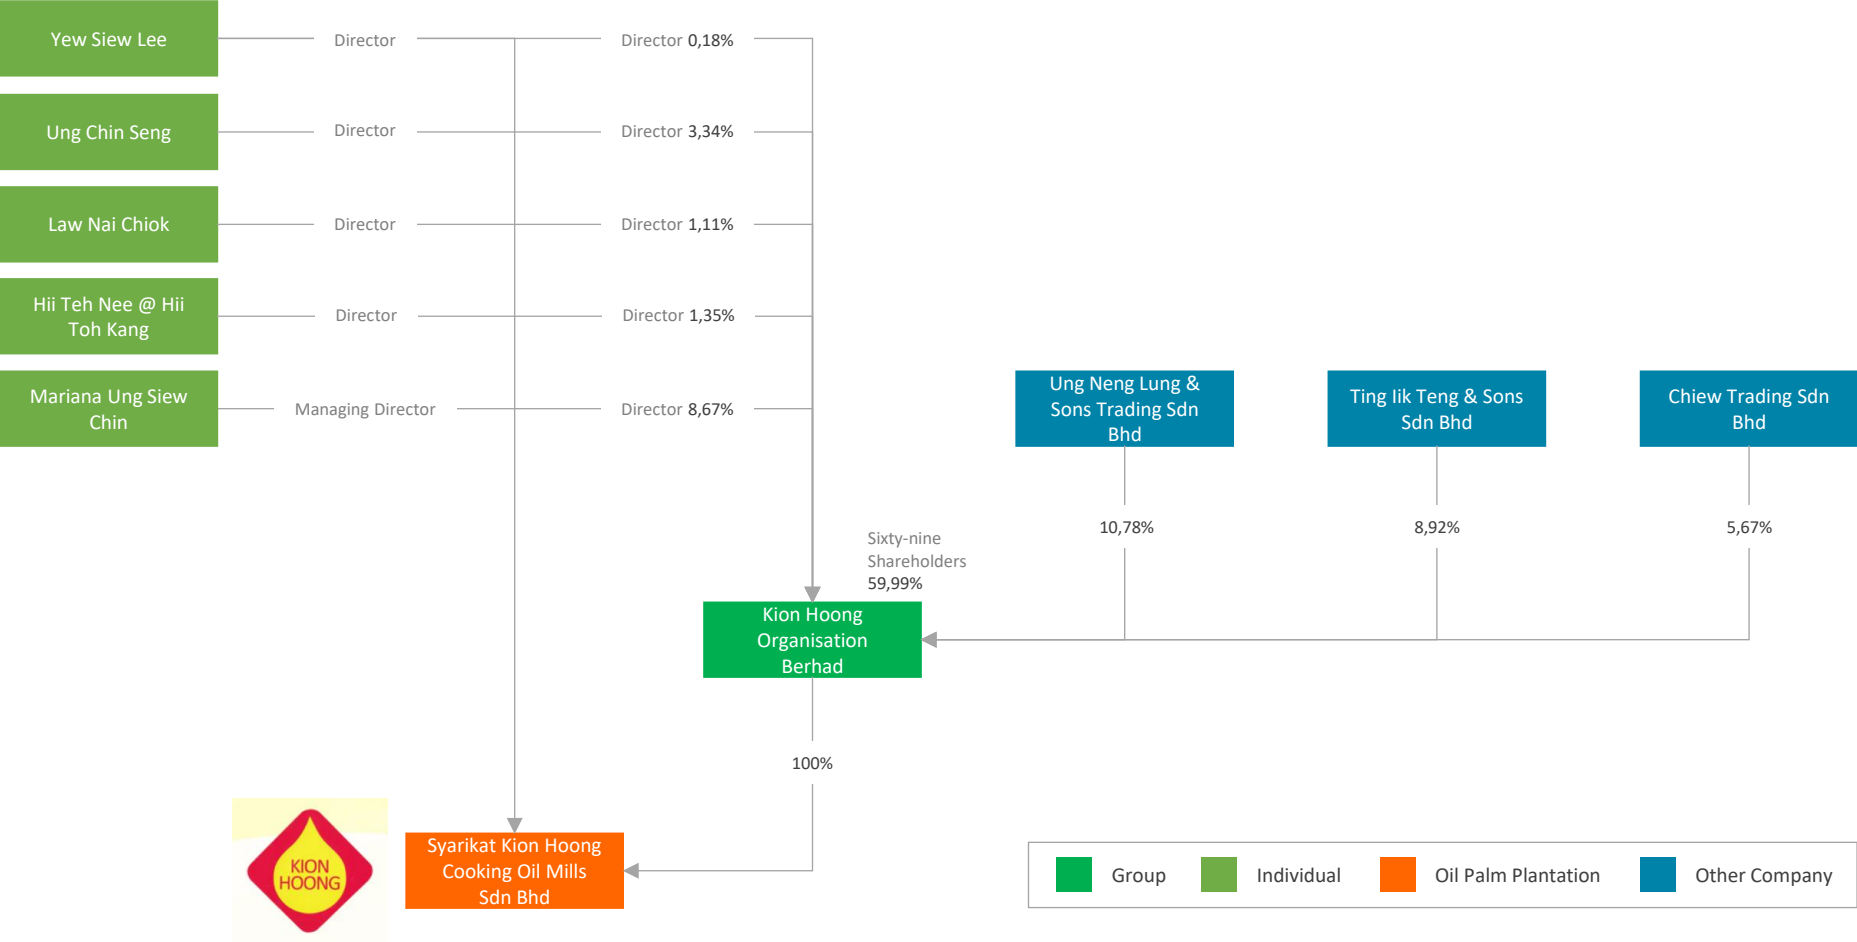 Yew Siew Lee
Director
Director 0,18%
Ung Chin Seng
Director
Director 3,34%
Law Nai Chiok
Director
Director 1,11%
Hii Teh Nee @ Hii
Toh Kang
Director
Director 1,35%
Mariana Ung Siew
Chin
Managing Director
Director 8,67%
Ung Neng Lung &
Sons Trading Sdn
Bhd
Ting Iik Teng & Sons
Sdn Bhd
Chiew Trading Sdn
Bhd
10,78%
8,92%
5,67%
Sixty-nine
Shareholders
59,99%
Kion Hoong
Organisation
Berhad
100%
KION
HOONG
Syarikat Kion Hoong
Cooking Oil Mills
Sdn Bhd
Group
Individual
Oil Palm Plantation
Other Company